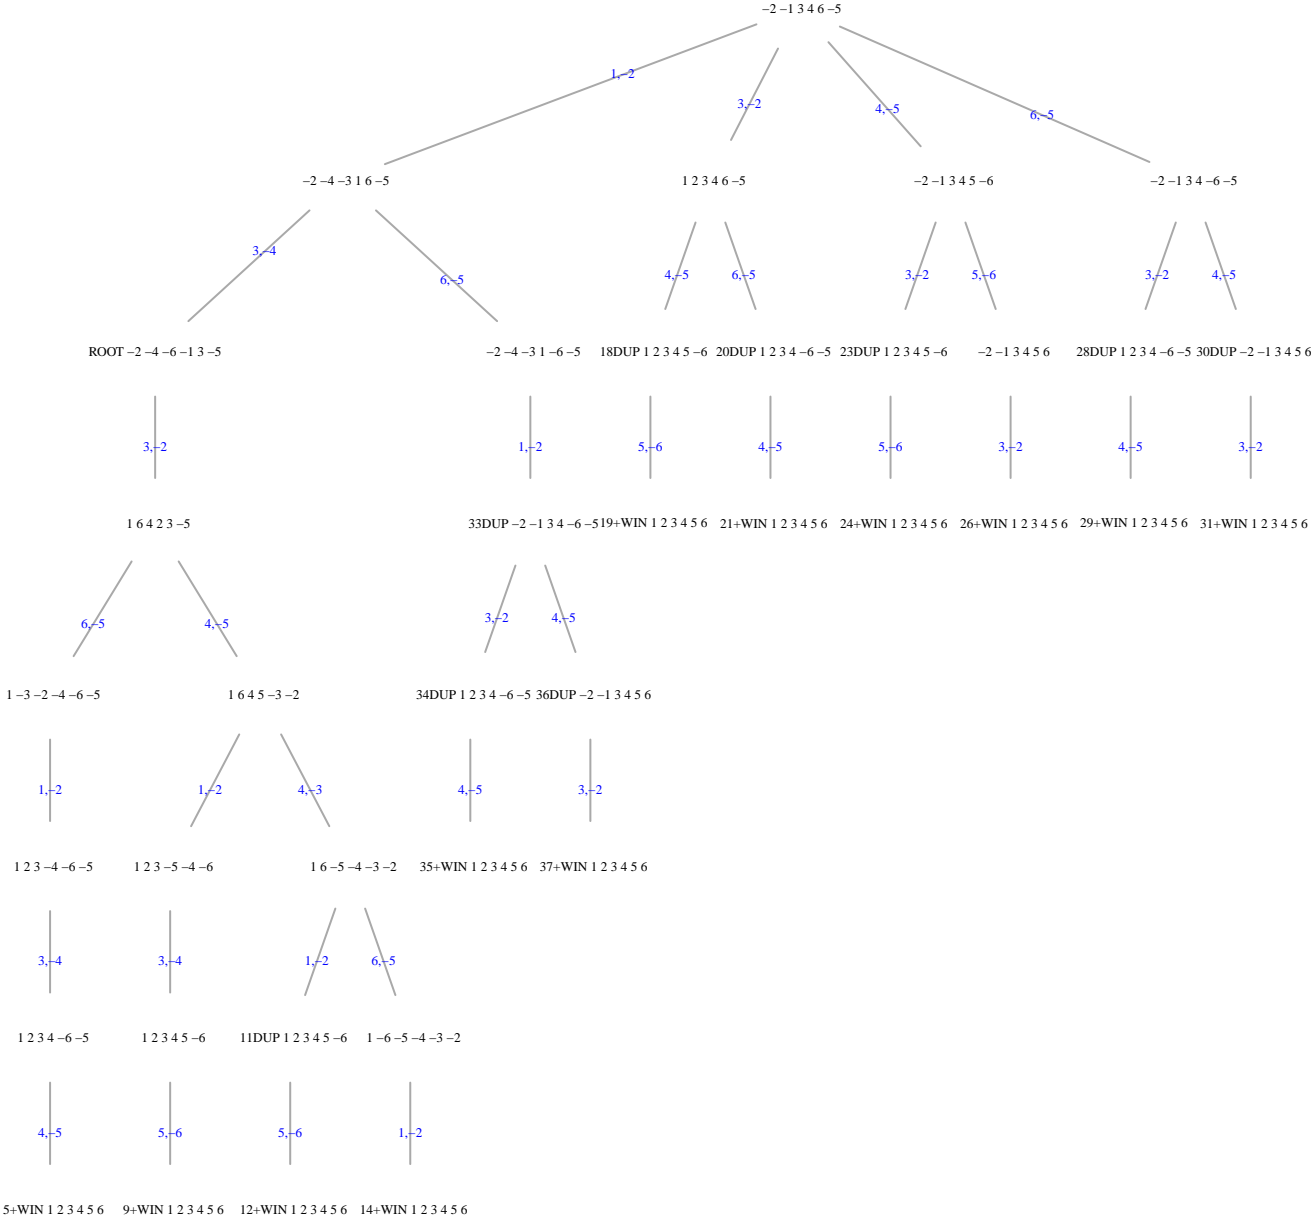 −2 −1 3 4 6 −5
1,−2
3,−2
4,−5
6,−5
−2 −4 −3 1 6 −5
1 2 3 4 6 −5
−2 −1 3 4 5 −6
−2 −1 3 4 −6 −5
3,−4
6,−5
4,−5
6,−5
3,−2
5,−6
3,−2
4,−5
ROOT −2 −4 −6 −1 3 −5
−2 −4 −3 1 −6 −5
18DUP 1 2 3 4 5 −6
20DUP 1 2 3 4 −6 −5
23DUP 1 2 3 4 5 −6
−2 −1 3 4 5 6
28DUP 1 2 3 4 −6 −5
30DUP −2 −1 3 4 5 6
3,−2
1,−2
5,−6
4,−5
5,−6
3,−2
4,−5
3,−2
1 6 4 2 3 −5
33DUP −2 −1 3 4 −6 −5
19+WIN 1 2 3 4 5 6
21+WIN 1 2 3 4 5 6
24+WIN 1 2 3 4 5 6
26+WIN 1 2 3 4 5 6
29+WIN 1 2 3 4 5 6
31+WIN 1 2 3 4 5 6
6,−5
4,−5
3,−2
4,−5
1 −3 −2 −4 −6 −5
1 6 4 5 −3 −2
34DUP 1 2 3 4 −6 −5
36DUP −2 −1 3 4 5 6
1,−2
1,−2
4,−3
4,−5
3,−2
1 2 3 −4 −6 −5
1 2 3 −5 −4 −6
1 6 −5 −4 −3 −2
35+WIN 1 2 3 4 5 6
37+WIN 1 2 3 4 5 6
3,−4
3,−4
1,−2
6,−5
1 2 3 4 −6 −5
1 2 3 4 5 −6
11DUP 1 2 3 4 5 −6
1 −6 −5 −4 −3 −2
4,−5
5,−6
5,−6
1,−2
5+WIN 1 2 3 4 5 6
9+WIN 1 2 3 4 5 6
12+WIN 1 2 3 4 5 6
14+WIN 1 2 3 4 5 6